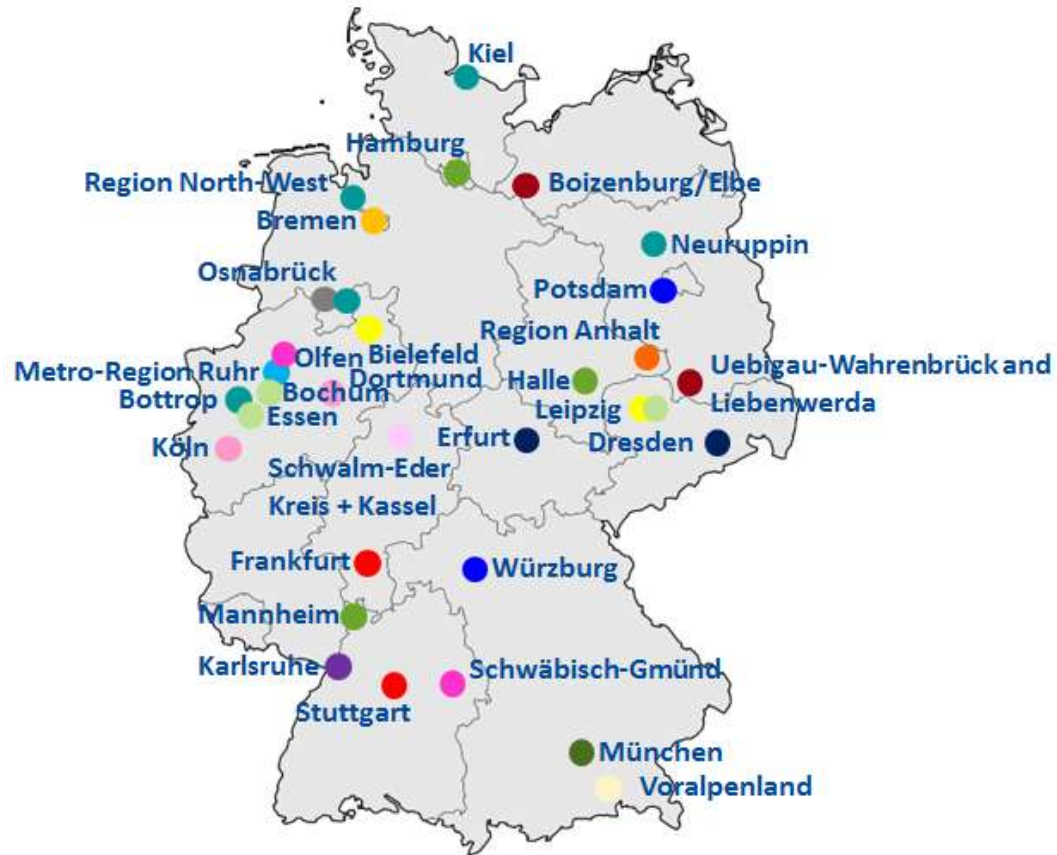 Kiel
Hamburg
Region North-West
Boizenburg/Elbe
Bremen
Neuruppin
Osnabrück
Potsdam
Region Anhalt
Olfen
Bielefeld
Metro-Region Ruhr
Dortmund
Halle
Uebigau-Wahrenbrück and
Liebenwerda
Bottrop
Bochum
Essen
Leipzig
Köln
Erfurt
Dresden
Schwalm-Eder
Kreis + Kassel
Frankfurt
Würzburg
Mannheim
Karlsruhe
Schwäbisch-Gmünd
Stuttgart
München
Voralpenland